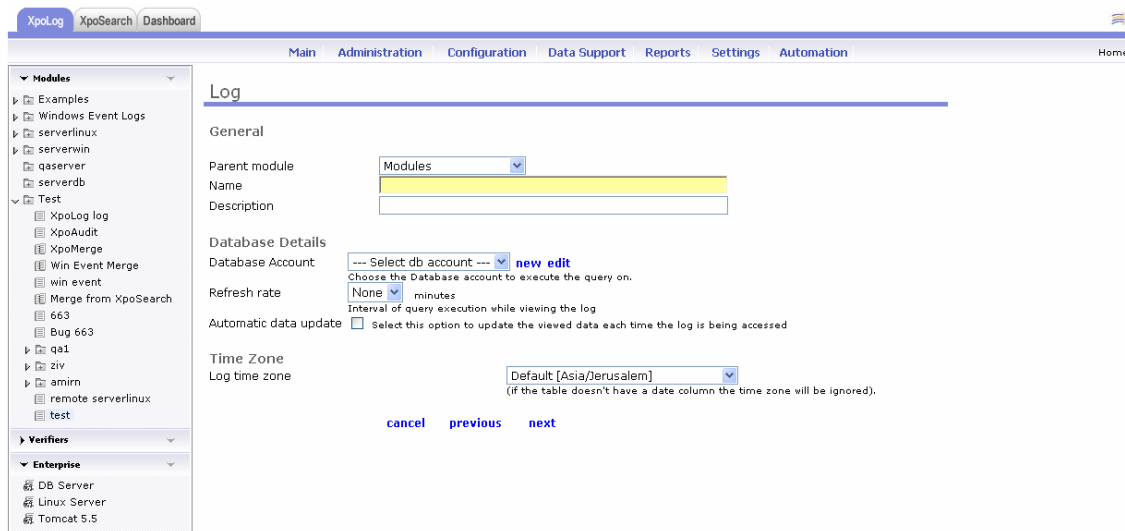 XpoLog XpoSearch Dashboard
Main Administration Configuration Data Support Reports Settings Automation
Home
Modules
Examples
Windows Event Logs
serverlinux
serverwin
qaserver
serverdb
Test
XpoLog log
XpoAudit
XpoMerge
Win Event Merge
win event
Merge from XpoSearch
663
Bug 663
qa1
ziv
amirn
remote serverlinux
test
Verifiers
Enterprise
DB Server
Linux Server
Tomcat 5.5
Log
General
Parent module Modules
Name
Description
Database Details
Database Account --- Select db account --- new edit
Choose the Database account to execute the query on.
Refresh rate None minutes
Interval of query execution while viewing the log
Automatic data update Select this option to update the viewed data each time the log is being accessed
Time Zone
Log time zone Default [Asia/Jerusalem]
(if the table doesn't have a date column the time zone will be ignored).
cancel previous next